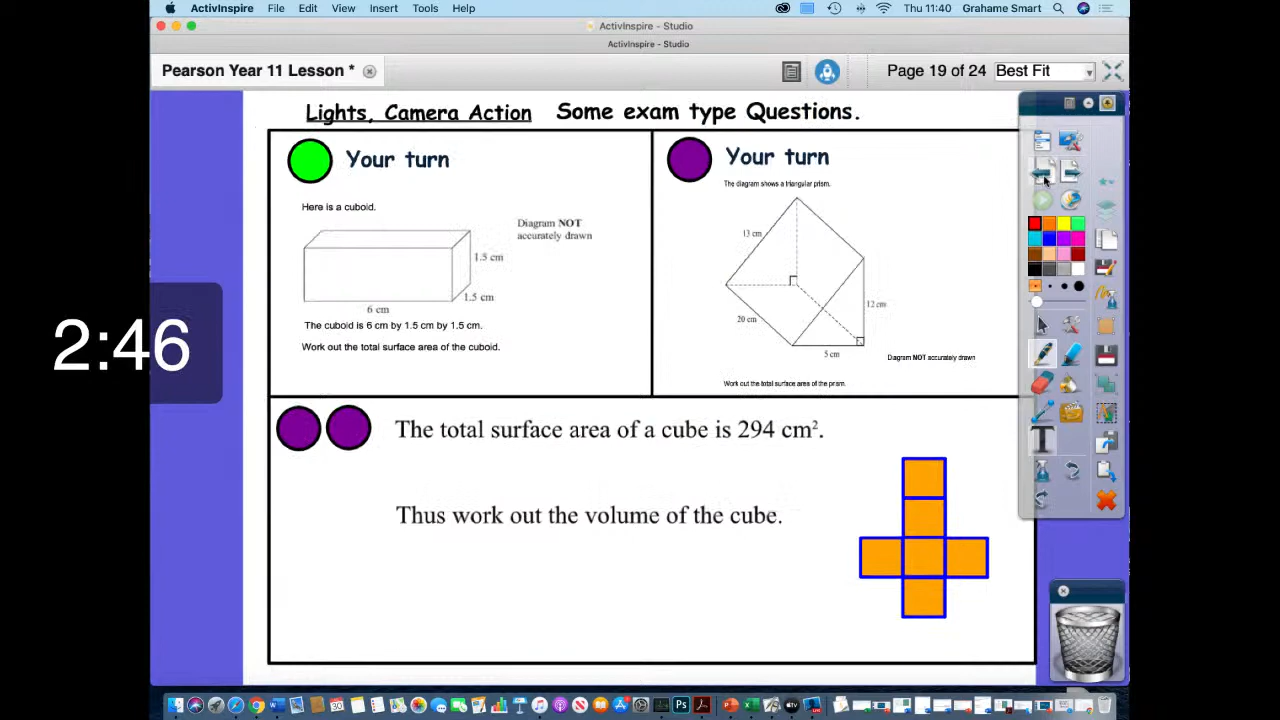 ActivInspire File Edit View Insert Tools Help Thu 11:40 Grahame Smart
ActivInspire - Studio
ActivInspire - Studio
Pearson Year 11 Lesson * Page 19 of 24 Best Fit
Lights, Camera Action Some exam type Questions.
Your turn
Here is a cuboid.
Diagram NOT
accurately drawn
1.5 cm
1.5 cm
6 cm
The cuboid is 6 cm by 1.5 cm by 1.5 cm.
Work out the total surface area of the cuboid.
Your turn
The diagram shows a triangular prism.
13 cm
12 cm
20 cm
5 cm
Diagram NOT accurately drawn
Work out the total surface area of the prism.
2:46
The total surface area of a cube is 294 cm².
Thus work out the volume of the cube.
T